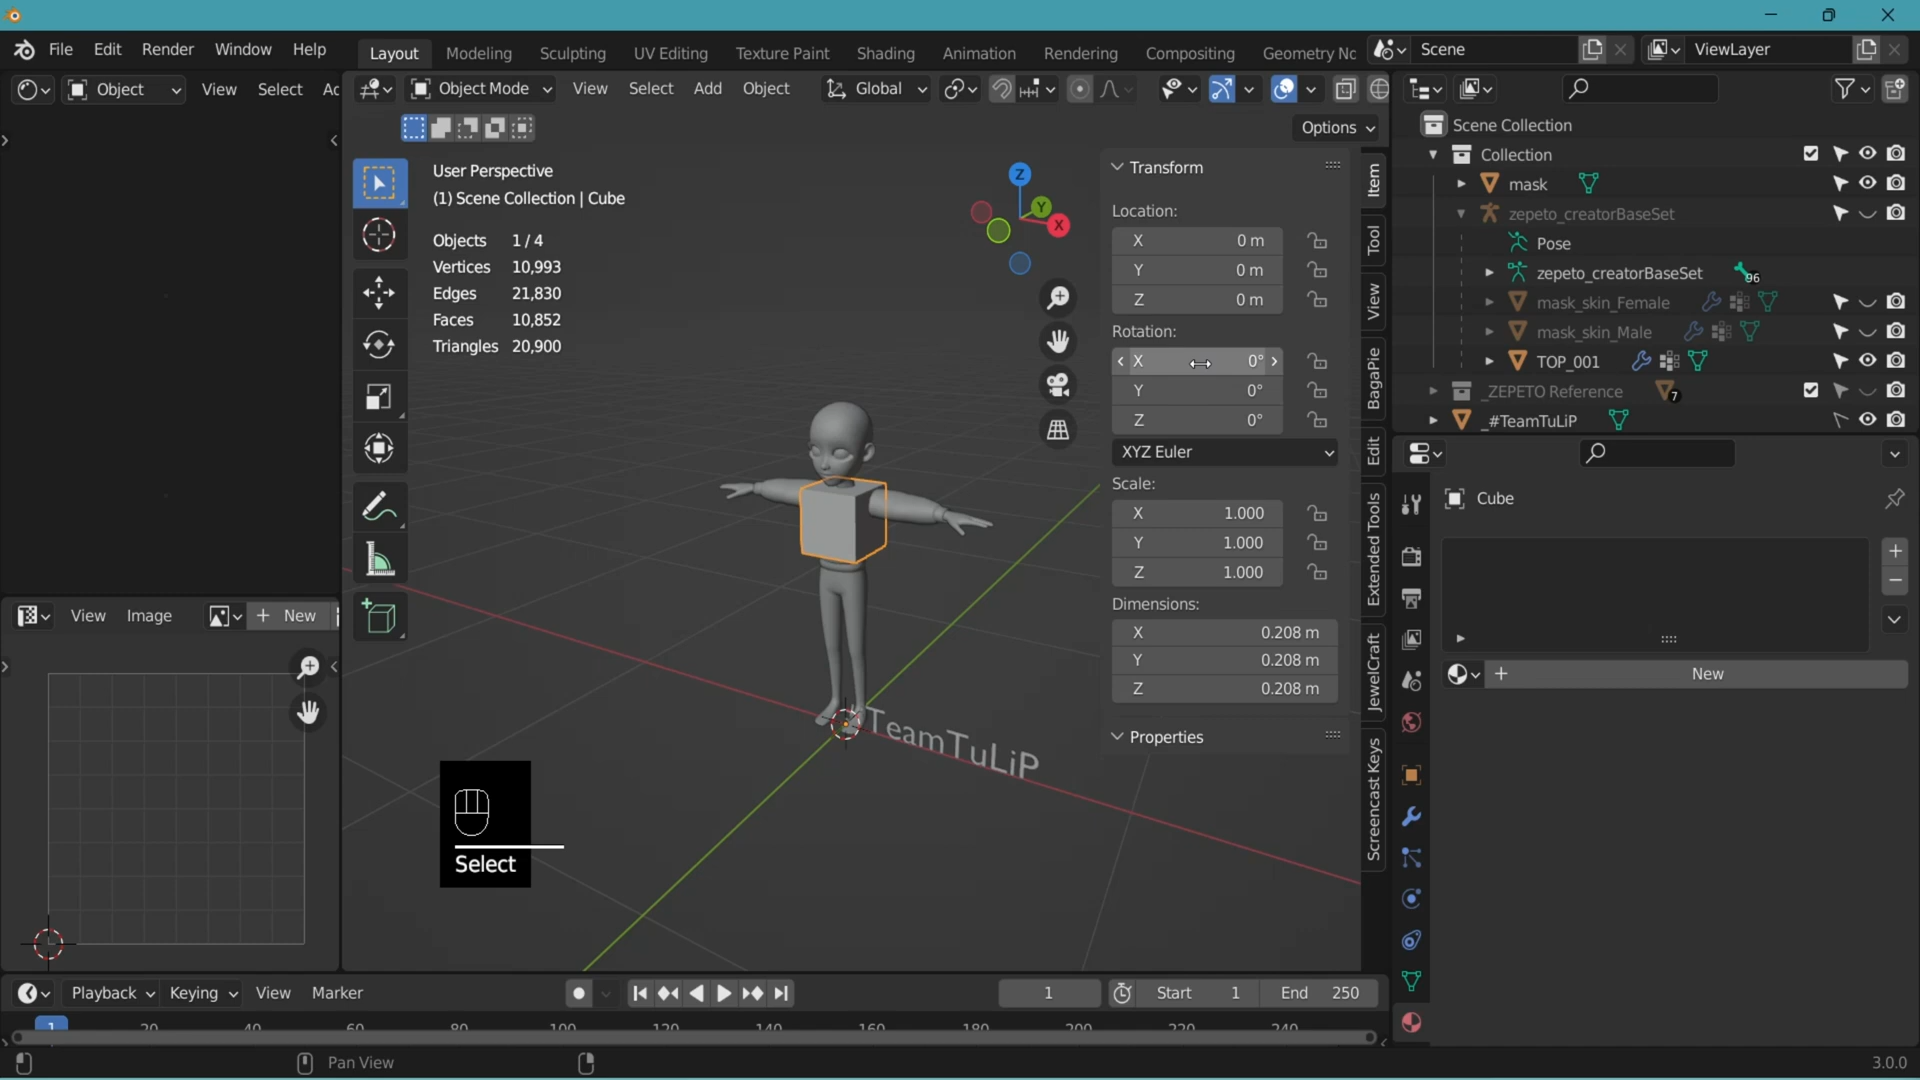 File Edit Render Window Help
Layout Modeling Sculpting UV Editing Texture Paint Shading Animation Rendering Compositing Geometry Nc
Scene
ViewLayer
Object View Select Ac
Object Mode View Select Add Object
Global
Options
User Perspective
(1) Scene Collection | Cube
Objects 1 / 4
Vertices 10,993
Edges 21,830
Faces 10,852
Triangles 20,900
Z
Y
X
Transform
Location:
X 0 m
Y 0 m
Z 0 m
Rotation:
X 0°
Y 0°
Z 0°
XYZ Euler
Scale:
X 1.000
Y 1.000
Z 1.000
Dimensions:
X 0.208 m
Y 0.208 m
Z 0.208 m
Properties
Item
Tool
View
BagaPie
Edit
Extended Tools
JewelCraft
Screencast Keys
Scene Collection
Collection
mask
zepeto_creatorBaseSet
Pose
zepeto_creatorBaseSet 96
mask_skin_Female
mask_skin_Male
TOP_001
_ZEPETO Reference 7
_#TeamTuLiP
Cube
New
View Image New
#TeamTuLiP
Select
Playback Keying View Marker
1 Start 1 End 250
1 20 40 60 80 100 120 140 160 180 200 220 240
Pan View
3.0.0